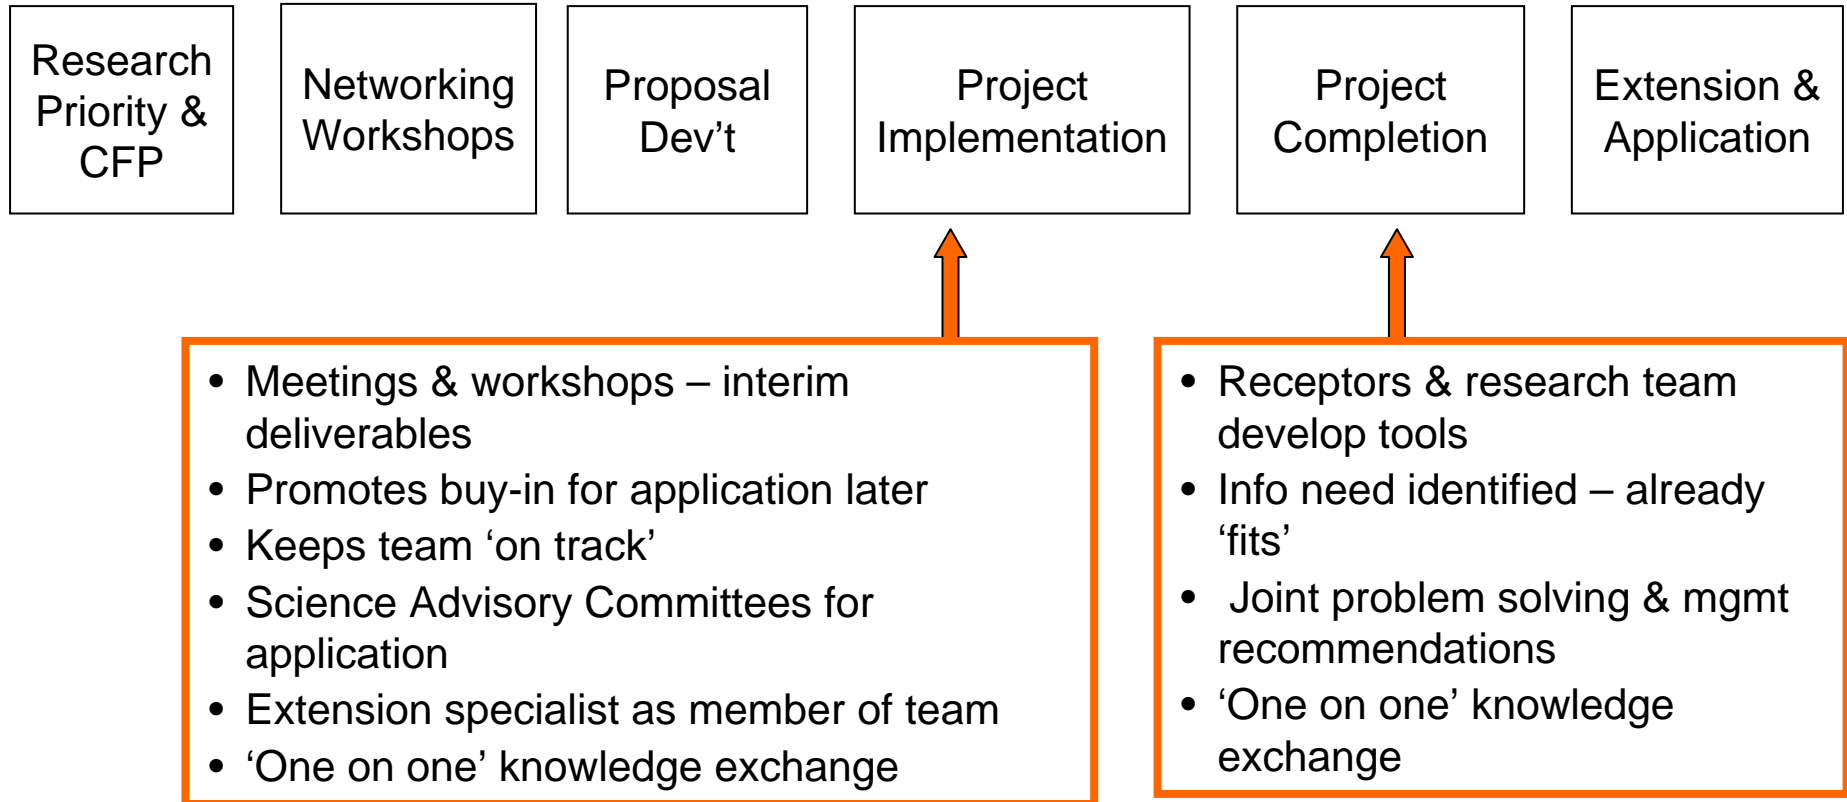 Research
Priority &
CFP
Networking
Workshops
Proposal
Dev’t
Project
Implementation
Project
Completion
Extension &
Application
• Meetings & workshops – interim
deliverables
• Promotes buy-in for application later
• Keeps team ‘on track’
• Science Advisory Committees for
application
• Extension specialist as member of team
• ‘One on one’ knowledge exchange
• Receptors & research team
develop tools
• Info need identified – already
‘fits’
• Joint problem solving & mgmt
recommendations
• ‘One on one’ knowledge
exchange